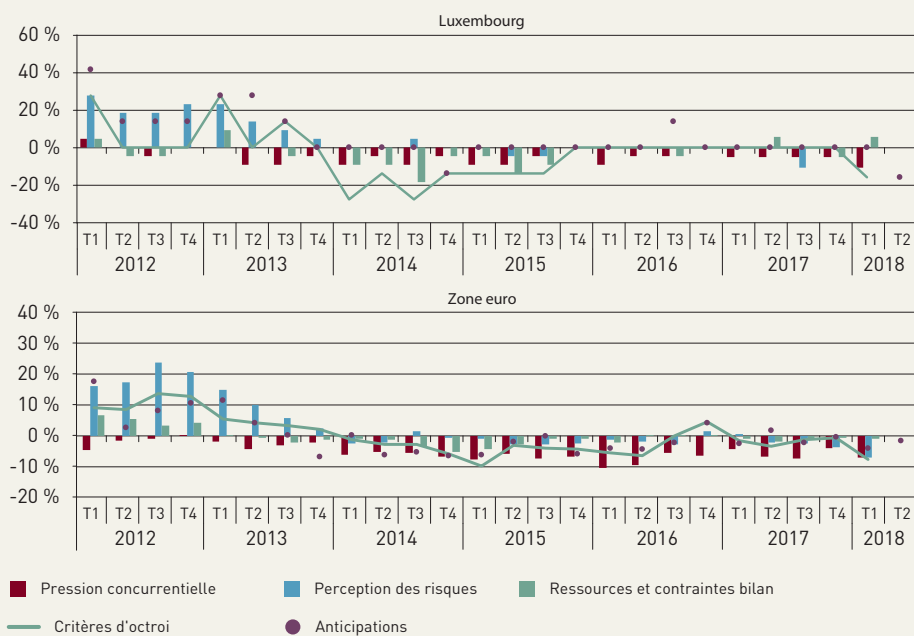 Luxembourg
60 %
40 %
20 %
0 %
-20 %
-40 %
T1 T2 T3 T4 T1 T2 T3 T4 T1 T2 T3 T4 T1 T2 T3 T4 T1 T2 T3 T4 T1 T2 T3 T4 T1 T2
2012 2013 2014 2015 2016 2017 2018
Zone euro
40 %
30 %
20 %
10 %
0 %
-10 %
-20 %
T1 T2 T3 T4 T1 T2 T3 T4 T1 T2 T3 T4 T1 T2 T3 T4 T1 T2 T3 T4 T1 T2 T3 T4 T1 T2
2012 2013 2014 2015 2016 2017 2018
Pression concurrentielle Perception des risques Ressources et contraintes bilan
Critères d'octroi Anticipations